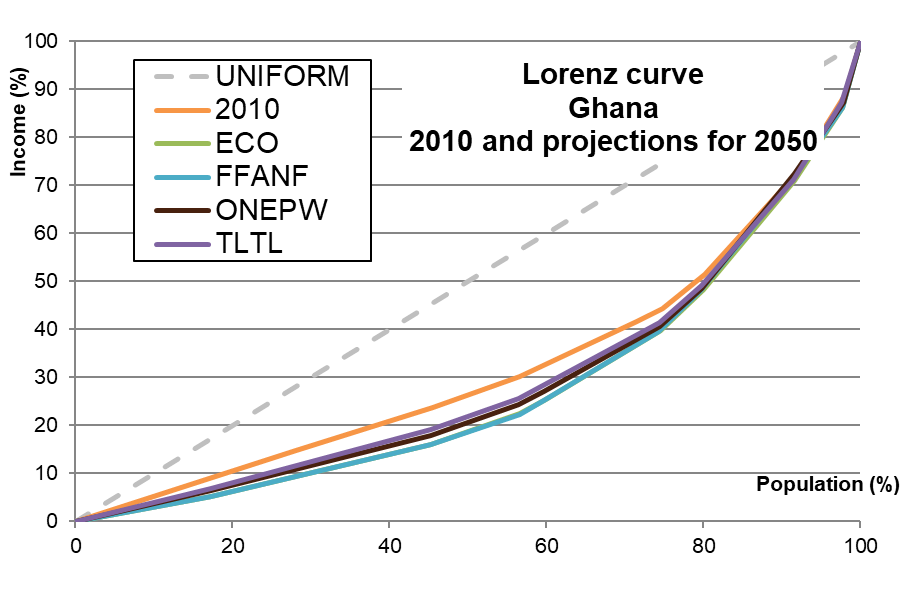 Lorenz curve
Ghana
2010 and projections for 2050
Income (%)
100
90
80
70
60
50
40
30
20
10
0
UNIFORM
2010
ECO
FFANF
ONEPW
TLTL
Population (%)
0 20 40 60 80 100